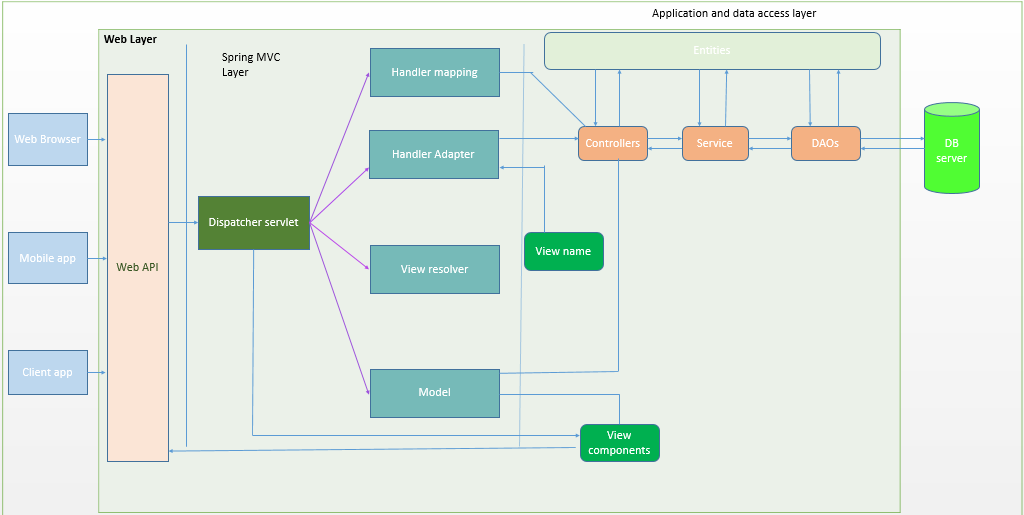 Application and data access layer
Web Layer
Spring MVC
Layer
Entities
Handler mapping
Web Browser
Handler Adapter
Controllers
Service
DAOs
DB
server
Dispatcher servlet
View name
Mobile app
Web API
View resolver
Client app
Model
View
components